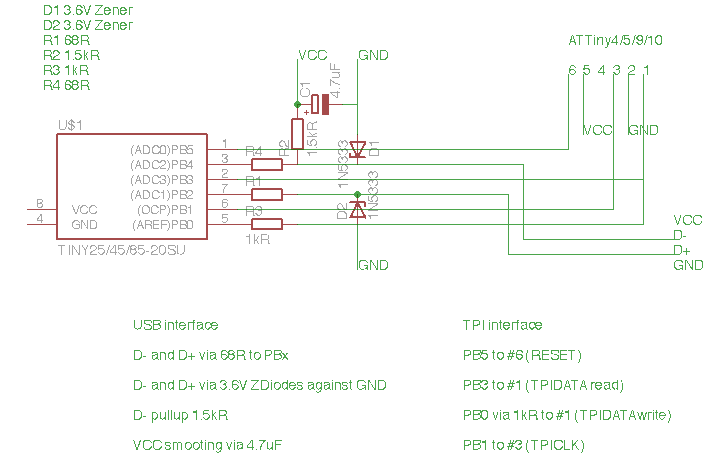 D1 3.6V Zener
D2 3.6V Zener
R1 68R
R2 1.5kR
R3 1kR
R4 68R
ATTiny4/5/9/10
6 5 4 3 2 1
VCC
GND
C1
4.7uF
VCC
GND
U$1
R2
1.5kR
1N5333
D1
R4
R1
R3
1kR
D2
1N5333
(ADC0)PB5
(ADC2)PB4
(ADC3)PB3
(ADC1)PB2
(OCP)PB1
(AREF)PB0
1
3
2
7
6
5
8
4
VCC
GND
TINY25/45/85-20SU
GND
VCC
D-
D+
GND
USB interface
D- and D+ via 68R to PBx
D- and D+ via 3.6V ZDiodes against GND
D- pullup 1.5kR
VCC smooting via 4.7uF
TPI interface
PB5 to #6 (RESET)
PB3 to #1 (TPIDATA read)
PB0 via 1kR to #1 (TPIDATAwrite)
PB1 to #3 (TPICLK)